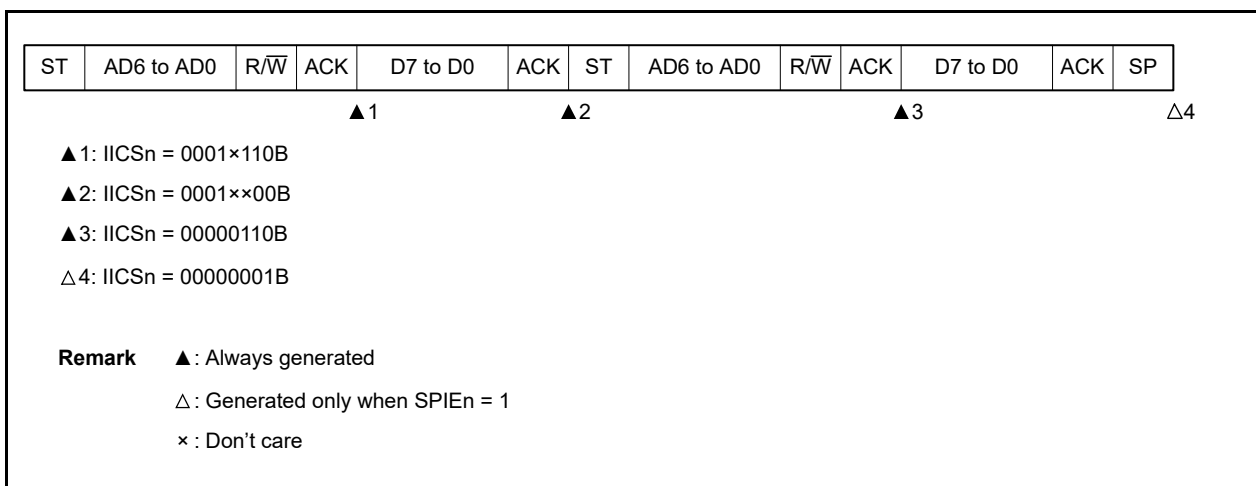 ST AD6 to AD0 R/W̅ ACK D7 to D0 ACK ST AD6 to AD0 R/W̅ ACK D7 to D0 ACK SP
▲1 ▲2 ▲3 △4
▲1: IICSn = 0001×110B
▲2: IICSn = 0001××00B
▲3: IICSn = 00000110B
△4: IICSn = 00000001B
Remark ▲: Always generated
△: Generated only when SPIEn = 1
×: Don't care